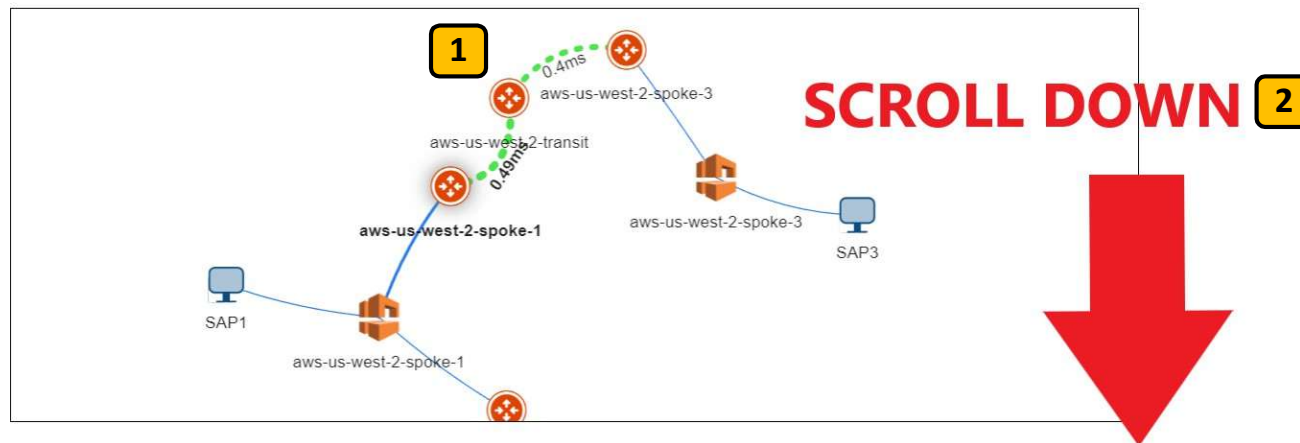 1
0.4ms
aws-us-west-2-spoke-3
SCROLL DOWN 2
aws-us-west-2-transit
0.49ms
aws-us-west-2-spoke-1
aws-us-west-2-spoke-3
SAP3
SAP1
aws-us-west-2-spoke-1